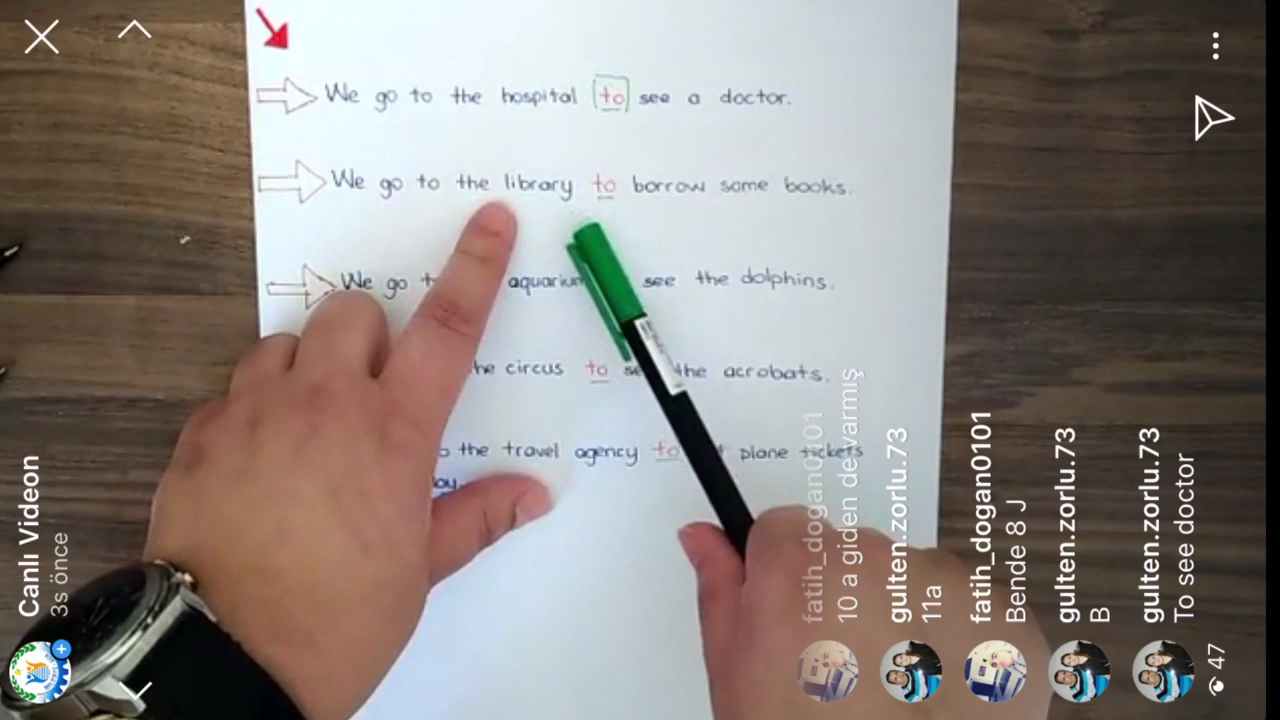 We go to the hospital to see a doctor.
We go to the library to borrow some books.
We go aquarium see the dolphins.
the circus to see the acrobats.
the travel agency to plane tickets
Canlı Videon
3s önce
fatih_dogan0101
10 a giden de varmış
gulten.zorlu.73
11a
fatih_dogan0101
Bende 8 J
gulten.zorlu.73
B
gulten.zorlu.73
To see doctor
47